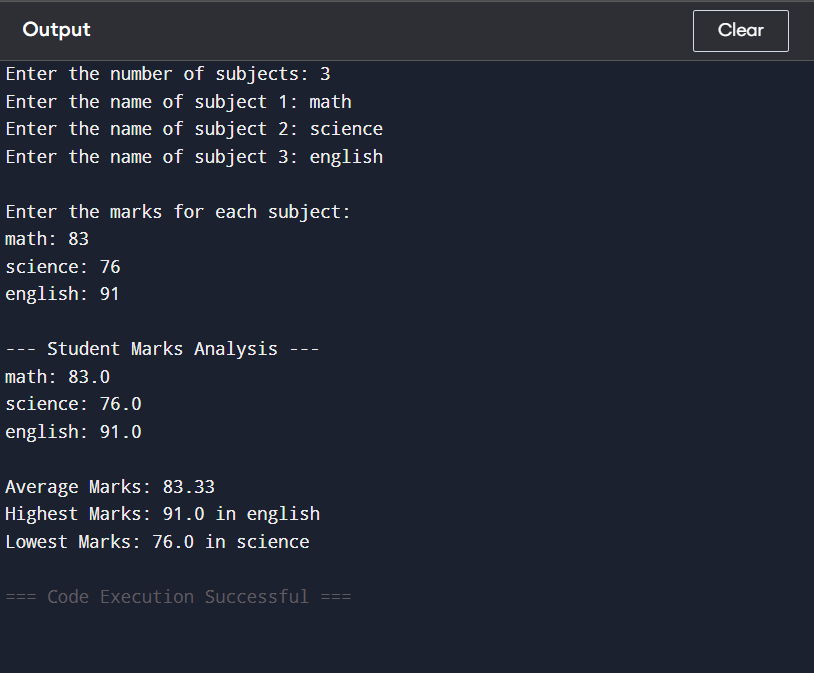 Output
Clear
Enter the number of subjects: 3
Enter the name of subject 1: math
Enter the name of subject 2: science
Enter the name of subject 3: english
Enter the marks for each subject:
math: 83
science: 76
english: 91
--- Student Marks Analysis ---
math: 83.0
science: 76.0
english: 91.0
Average Marks: 83.33
Highest Marks: 91.0 in english
Lowest Marks: 76.0 in science
=== Code Execution Successful ===